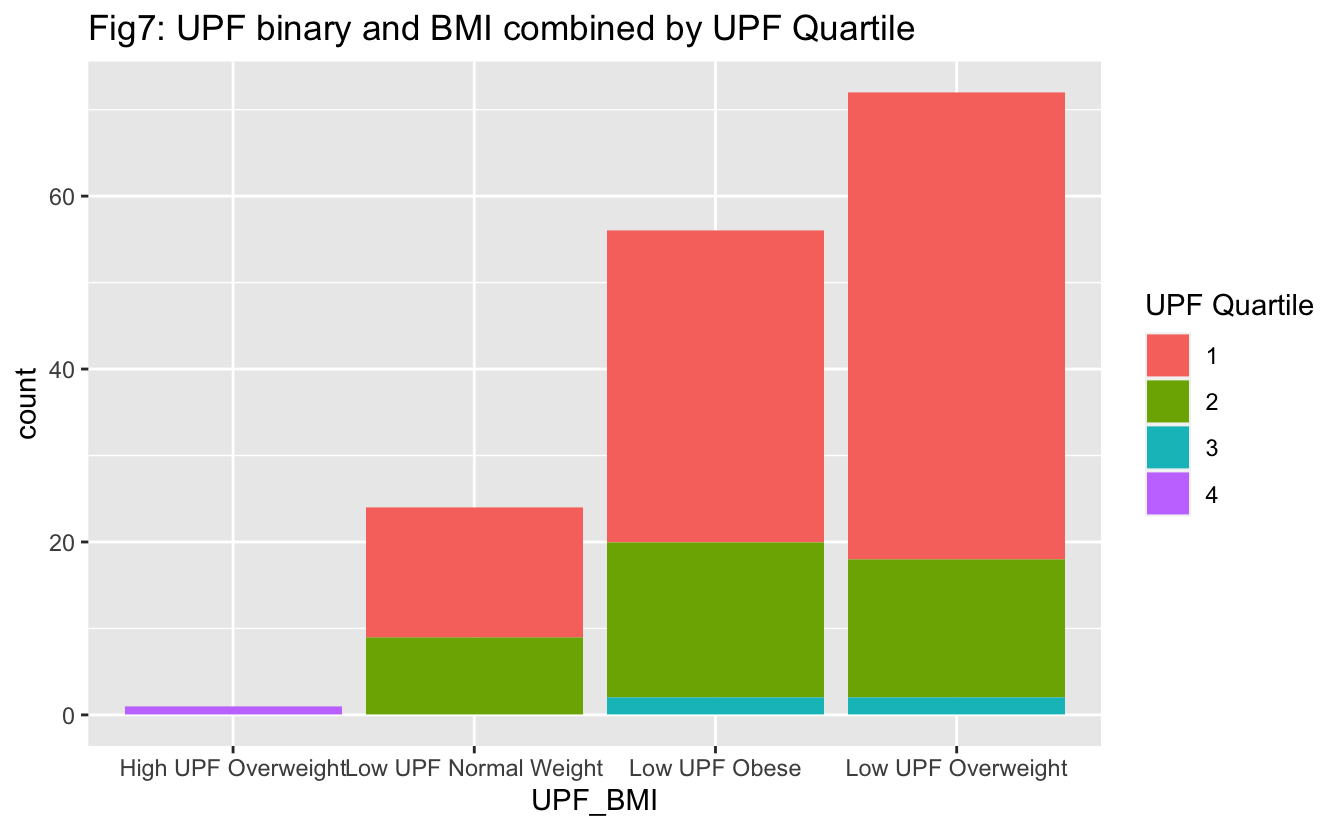 Fig7: UPF binary and BMI combined by UPF Quartile
60
40
20
0
count
High UPF Overweight
Low UPF Normal Weight
Low UPF Obese
Low UPF Overweight
UPF_BMI
UPF Quartile
1
2
3
4